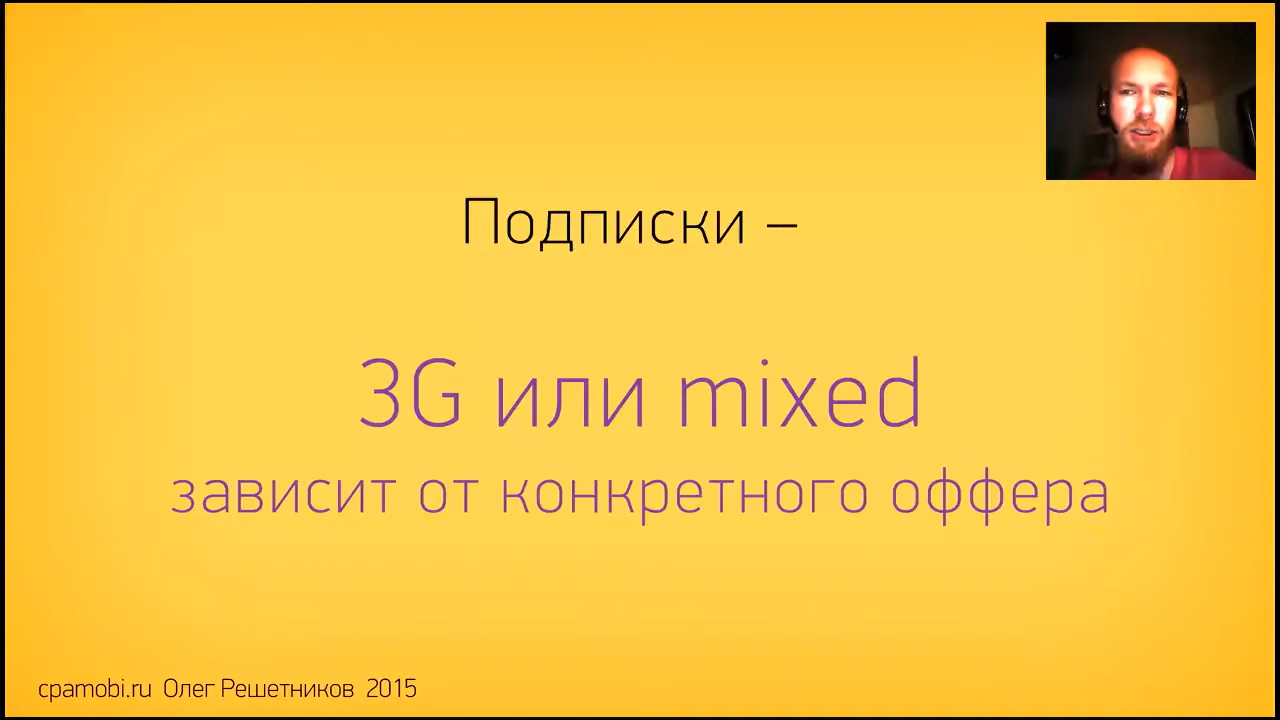 Подписки –
3G или mixed
зависит от конкретного оффера
cpamobi.ru Олег Решетников 2015